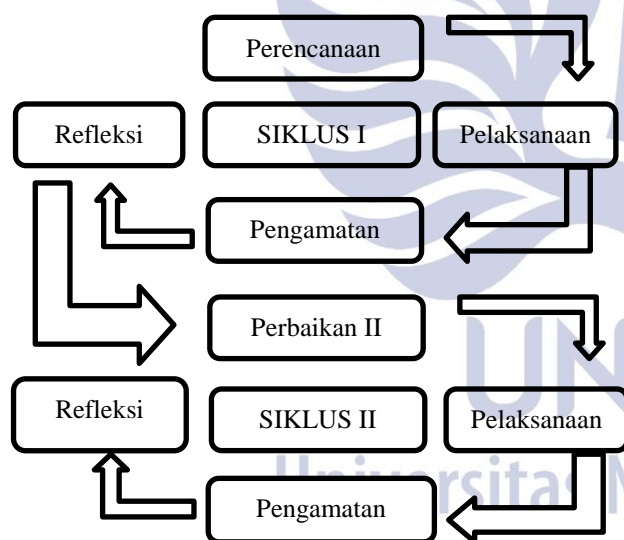 Perencanaan
Refleksi
SIKLUS I
Pelaksanaan
Pengamatan
Perbaikan II
Refleksi
SIKLUS II
Pelaksanaan
Pengamatan